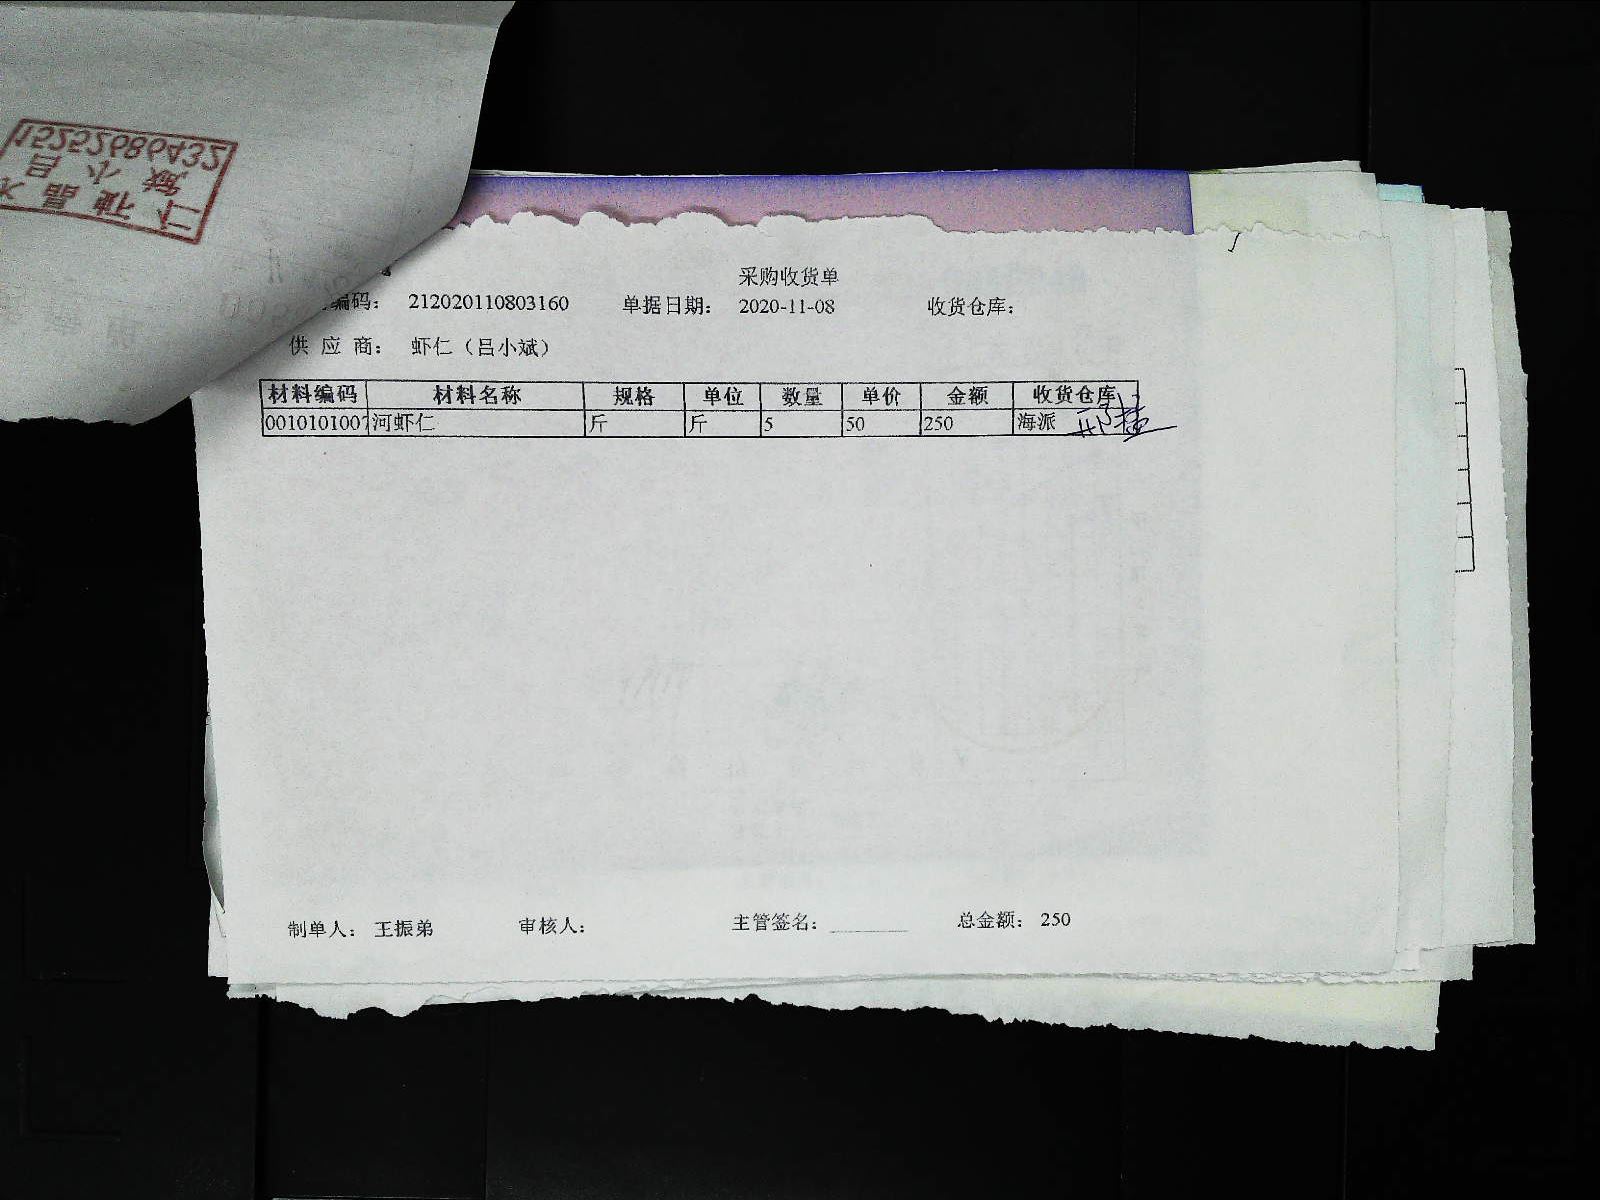 采购收货单
编码： 212020110803160 单据日期： 2020-11-08 收货仓库：
供 应 商： 虾仁（吕小斌）
材料编码 材料名称 规格 单位 数量 单价 金额 收货仓库
0010101007 河虾仁 斤 斤 5 50 250 海派
制单人： 王振弟 审核人： 主管签名： 总金额： 250
15252686432